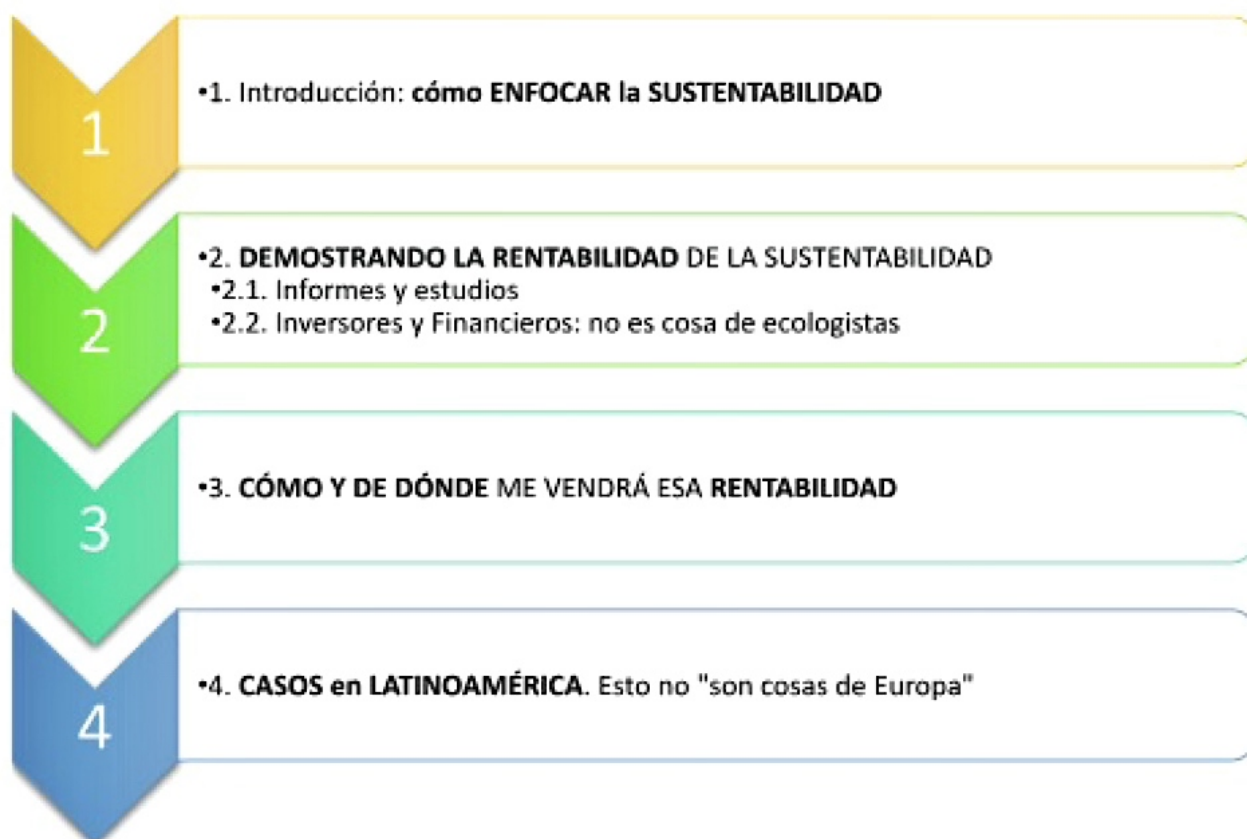 1
•1. Introducción: cómo ENFOCAR la SUSTENTABILIDAD
2
•2. DEMOSTRANDO LA RENTABILIDAD DE LA SUSTENTABILIDAD
•2.1. Informes y estudios
•2.2. Inversores y Financieros: no es cosa de ecologistas
3
•3. CÓMO Y DE DÓNDE ME VENDRÁ ESA RENTABILIDAD
4
•4. CASOS en LATINOAMÉRICA. Esto no "son cosas de Europa"